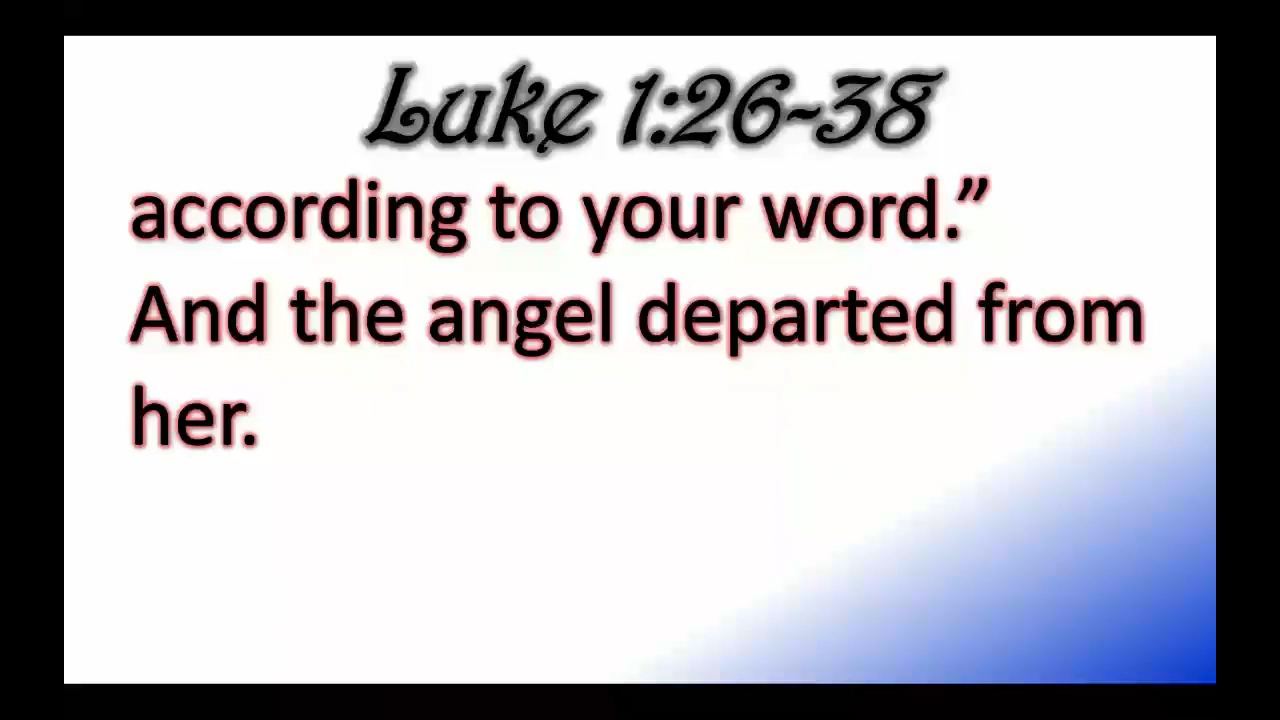 Luke 1:26-38
according to your word.”
And the angel departed from
her.